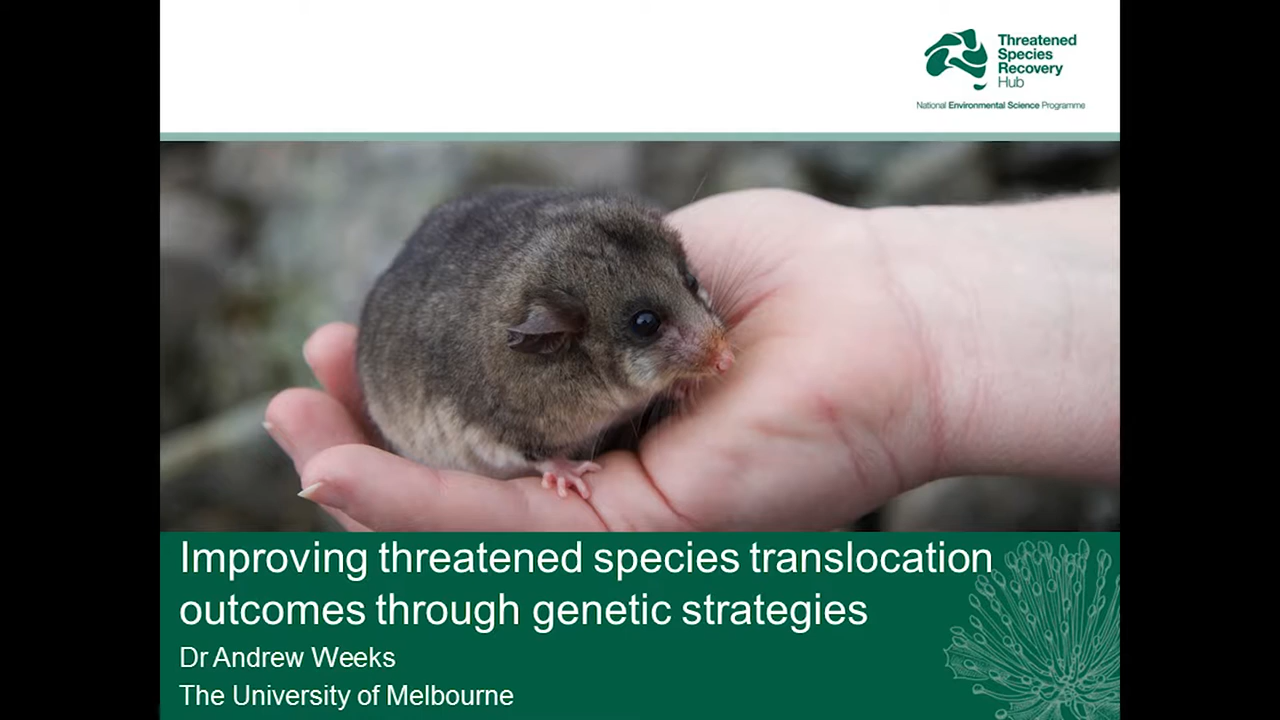 Threatened
Species
Recovery
Hub
National Environmental Science Programme
Improving threatened species translocation
outcomes through genetic strategies
Dr Andrew Weeks
The University of Melbourne